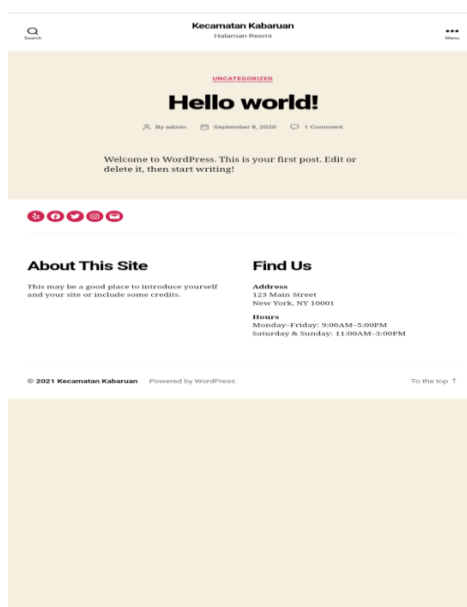 Kecamatan Kabaruan
Halaman Resmi
Search
Menu
UNCATEGORIZED
Hello world!
By admin September 8, 2020 1 Comment
Welcome to WordPress. This is your first post. Edit or
delete it, then start writing!
About This Site
This may be a good place to introduce yourself
and your site or include some credits.
Find Us
Address
123 Main Street
New York, NY 10001
Hours
Monday–Friday: 9:00AM–5:00PM
Saturday & Sunday: 11:00AM–3:00PM
© 2021 Kecamatan Kabaruan Powered by WordPress To the top ↑